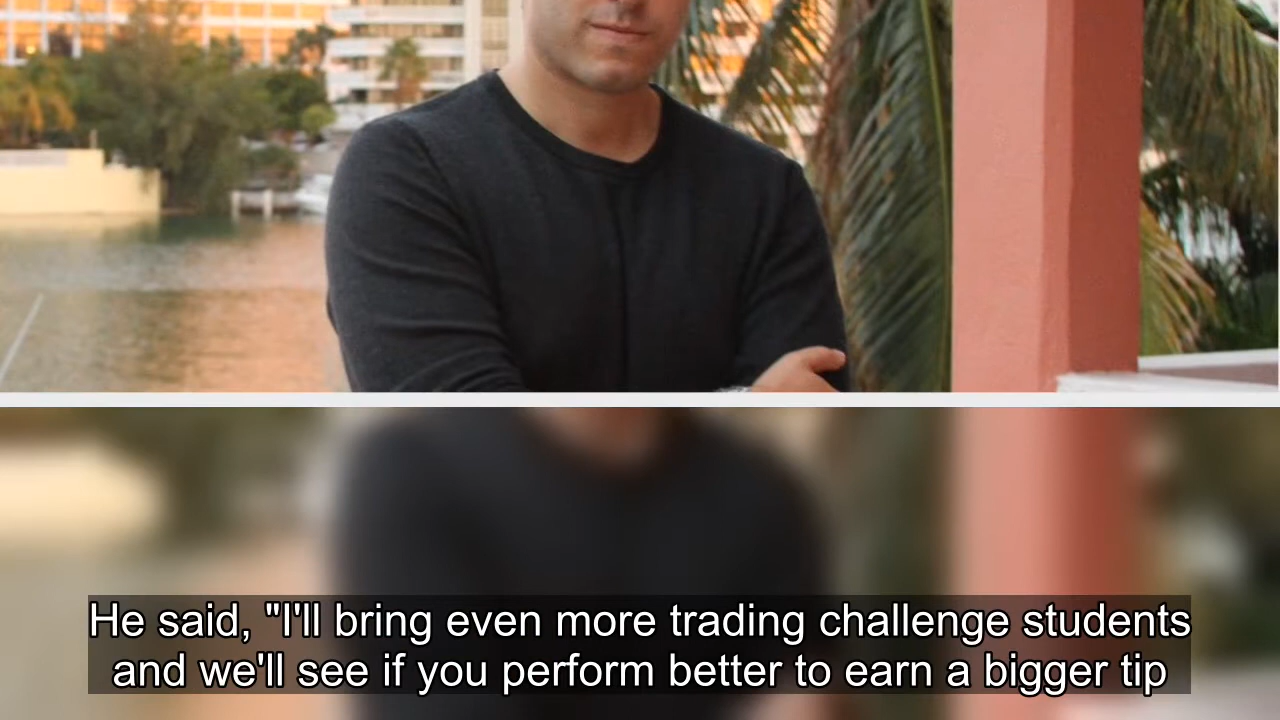 He said, "I'll bring even more trading challenge students
and we'll see if you perform better to earn a bigger tip